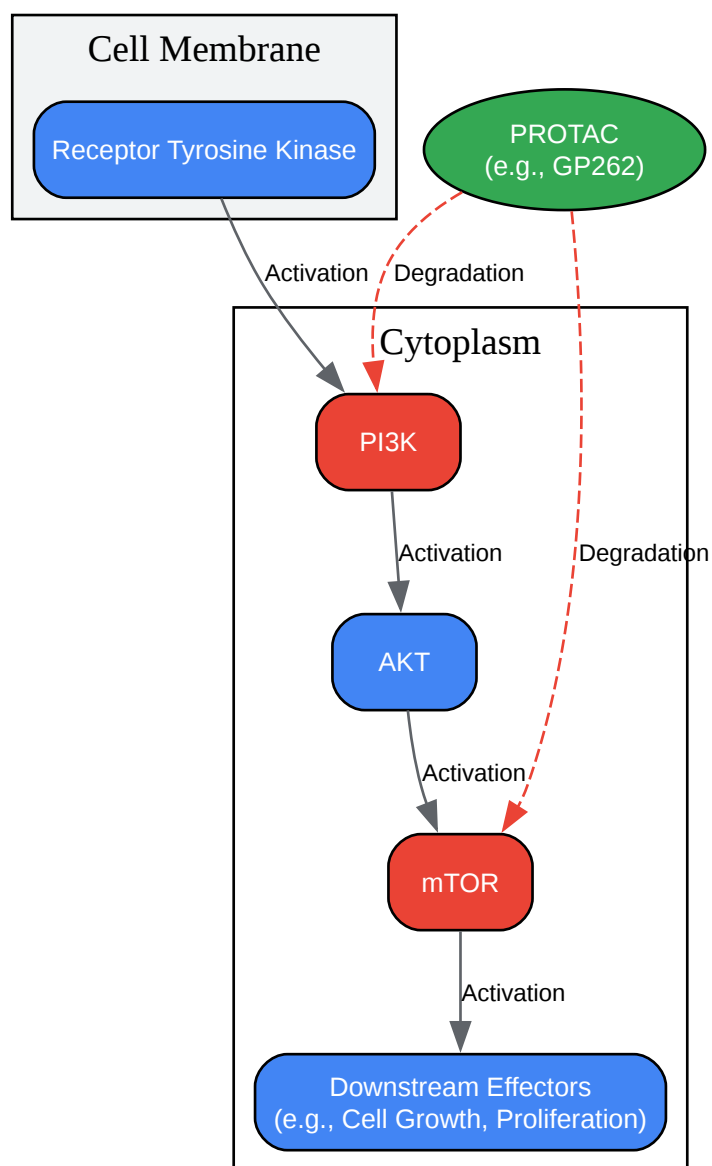 Cell Membrane
Receptor Tyrosine Kinase
PROTAC
(e.g., GP262)
Activation
Degradation
Cytoplasm
PI3K
Activation
Degradation
AKT
Activation
mTOR
Activation
Downstream Effectors
(e.g., Cell Growth, Proliferation)